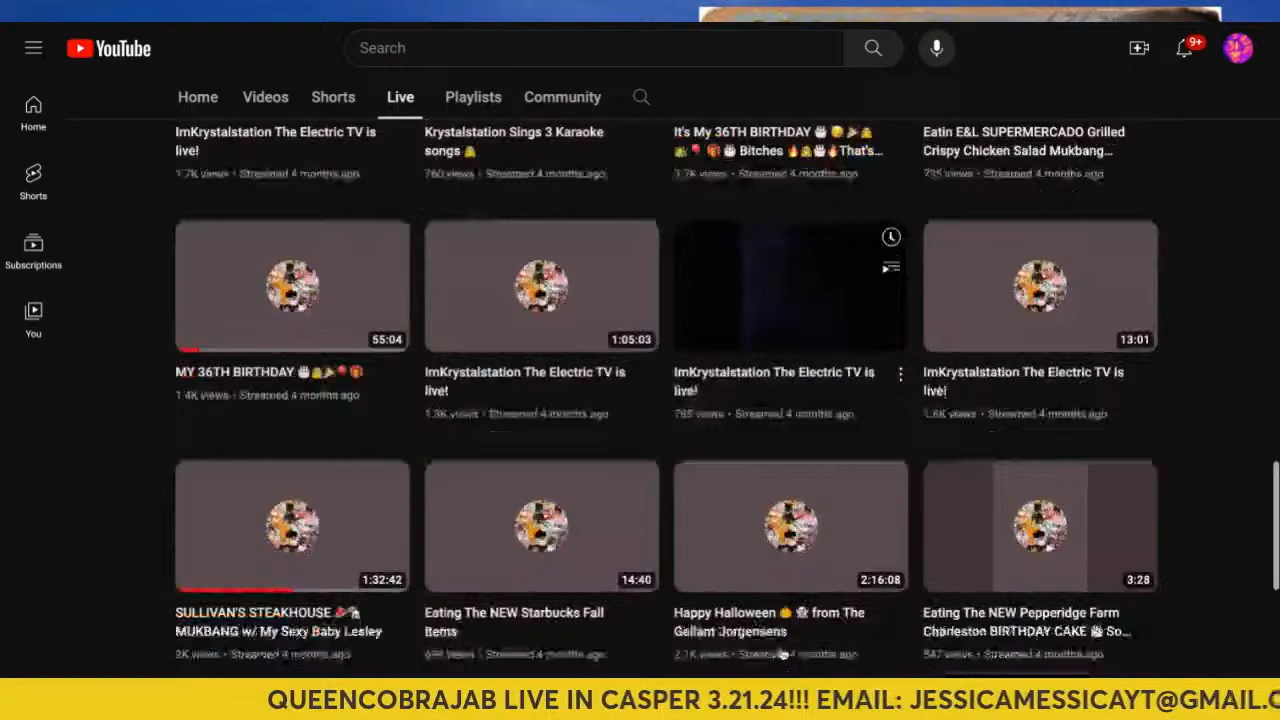 YouTube
Search
9+
Home
Videos
Shorts
Live
Playlists
Community
Home
Shorts
Subscriptions
You
ImKrystalstation The Electric TV is
live!
1.7K views • Streamed 4 months ago
Krystalstation Sings 3 Karaoke
songs
760 views • Streamed 4 months ago
It's My 36TH BIRTHDAY
Bitches That's...
1.7K views • Streamed 4 months ago
Eatin E&L SUPERMERCADO Grilled
Crispy Chicken Salad Mukbang...
views • Streamed 4 months ago
55:04
MY 36TH BIRTHDAY
1.4K views • Streamed 4 months ago
1:05:03
ImKrystalstation The Electric TV is
live!
1.3K views • Streamed 4 months ago
ImKrystalstation The Electric TV is
live!
765 views • Streamed 4 months ago
13:01
ImKrystalstation The Electric TV is
live!
1.6K views • Streamed 4 months ago
1:32:42
SULLIVAN'S STEAKHOUSE
MUKBANG w/ My Sexy Baby Lesley
2K views • Streamed 4 months ago
14:40
Eating The NEW Starbucks Fall
Items
views • Streamed 4 months ago
2:16:08
Happy Halloween from The
Gallant Jorgensens
2.1K views • 4 months ago
3:28
Eating The NEW Pepperidge Farm
Charleston BIRTHDAY CAKE So...
547 views • Streamed 4 months ago
QUEENCOBRAJAB LIVE IN CASPER 3.21.24!!! EMAIL: JESSICAMESSICAYT@GMAIL.C